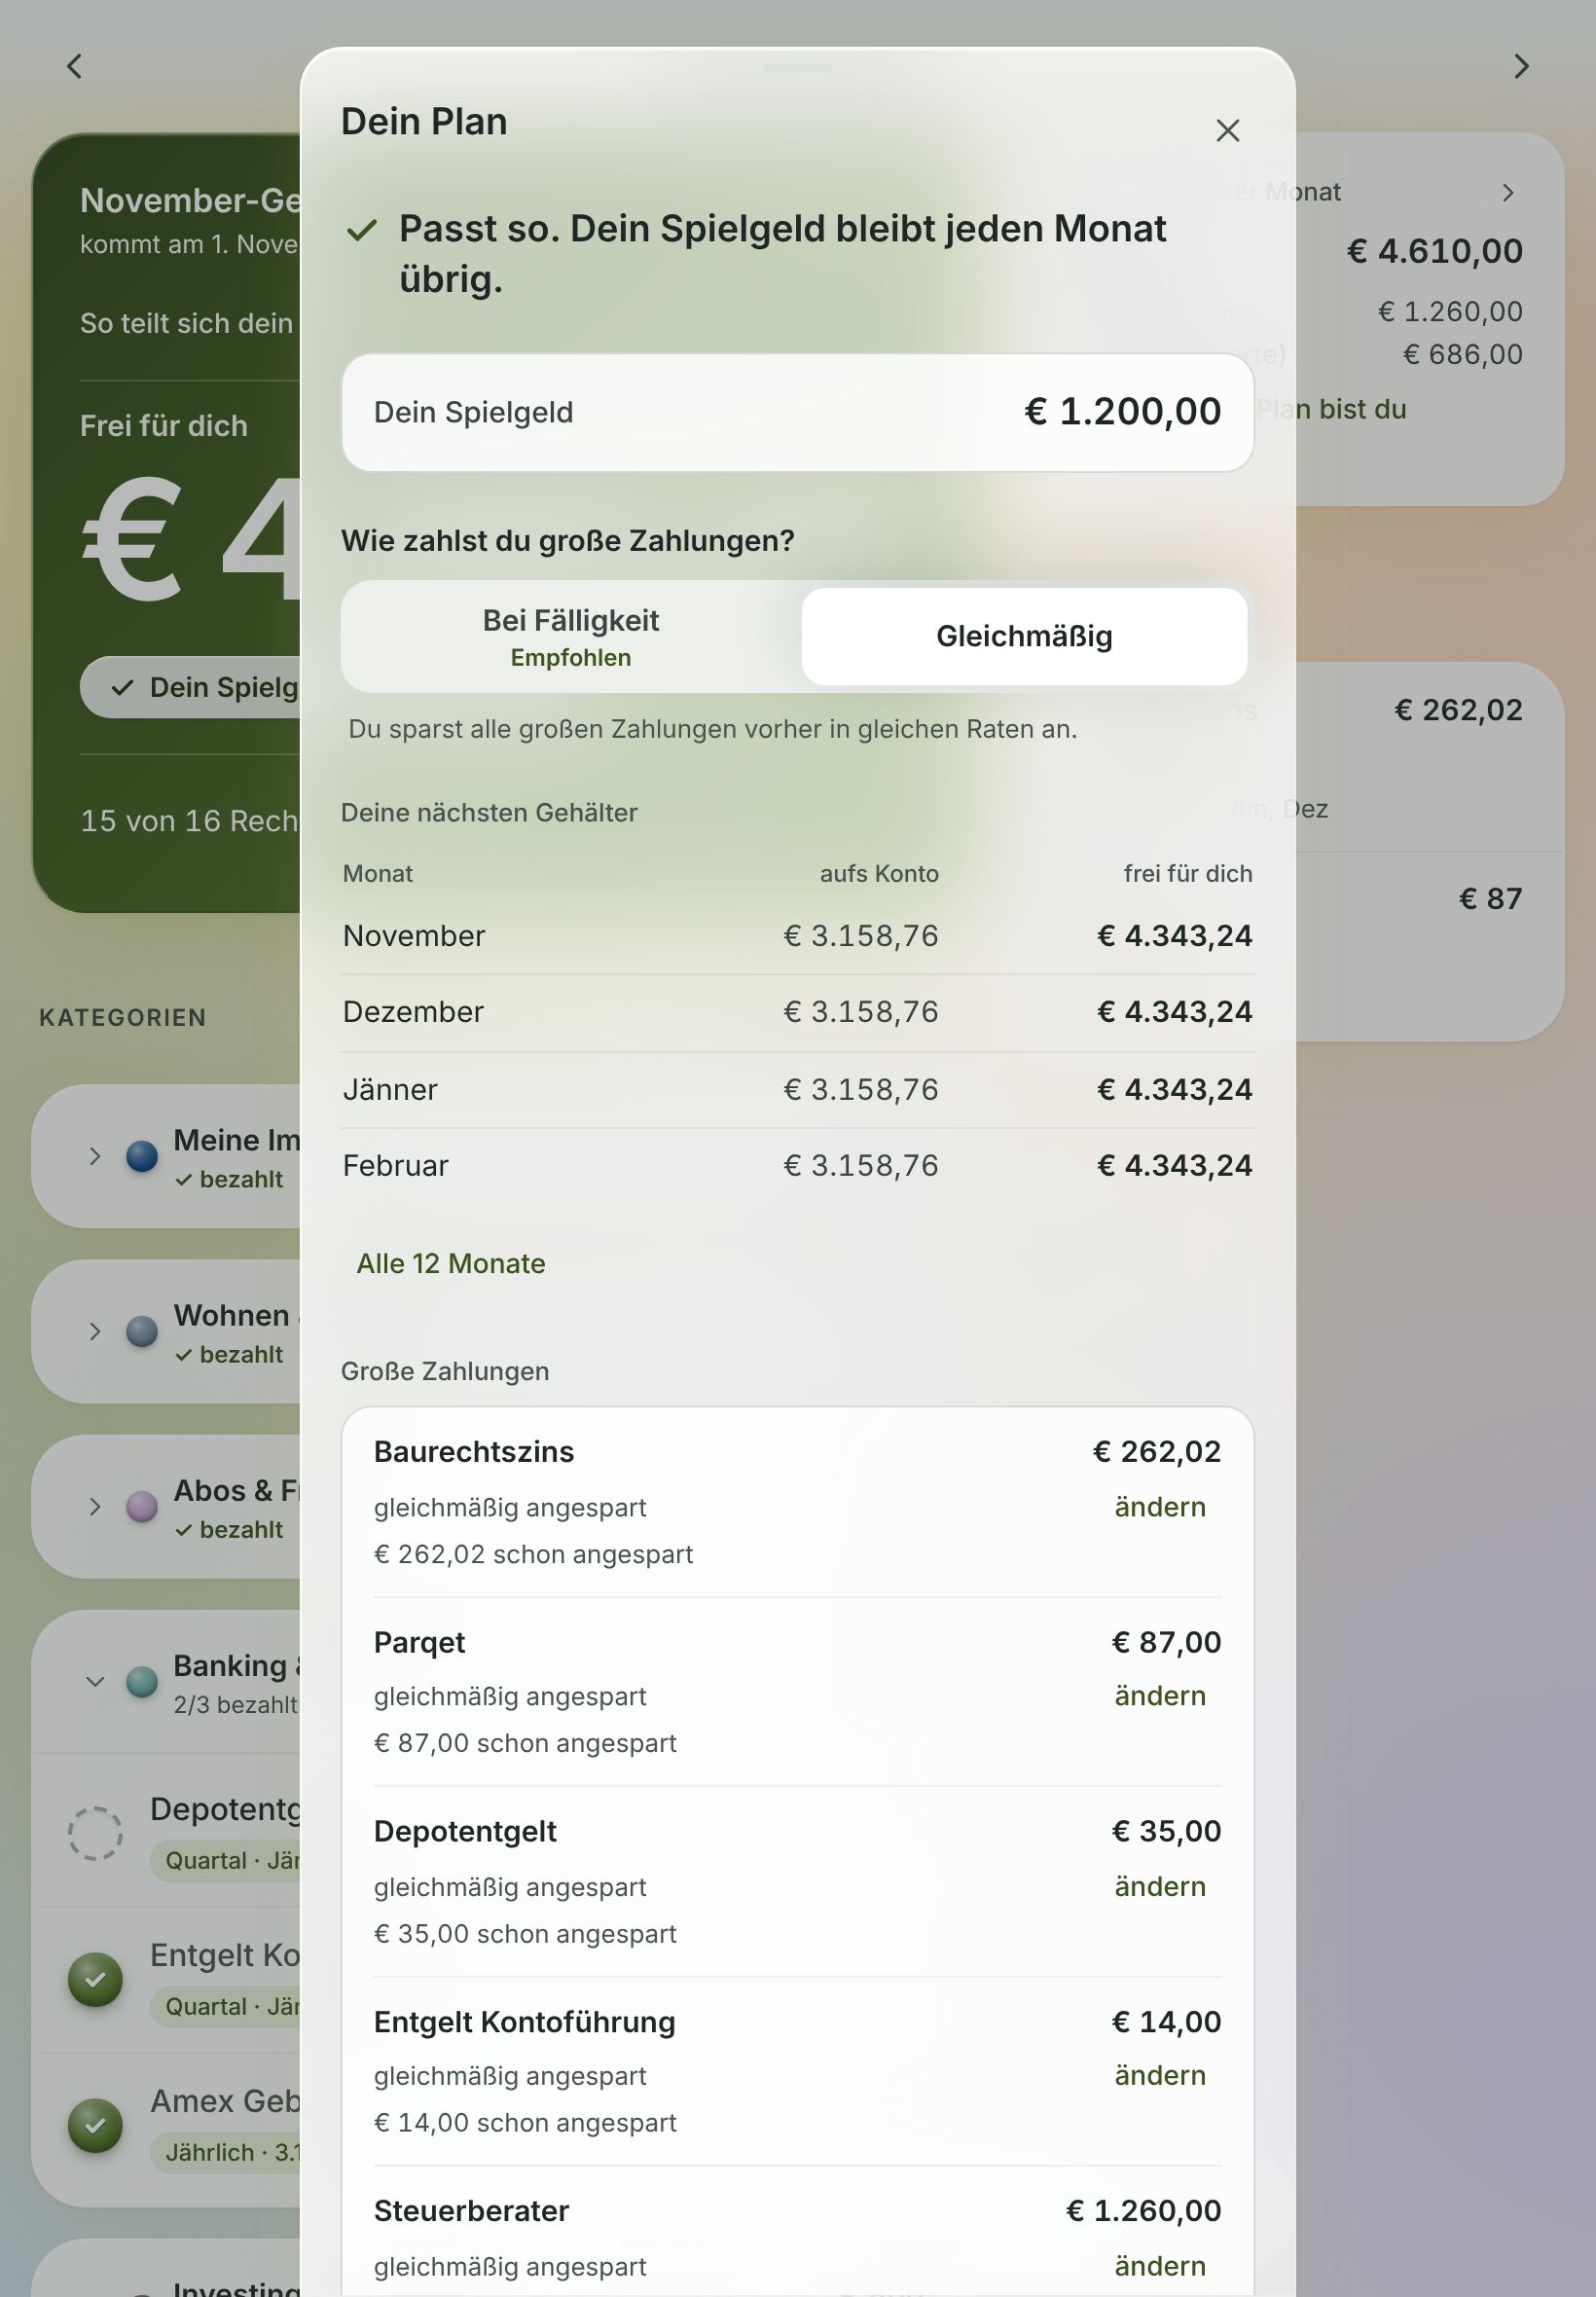 Dein Plan
Passt so. Dein Spielgeld bleibt jeden Monat
übrig.
Dein Spielgeld € 1.200,00
Wie zahlst du große Zahlungen?
Bei Fälligkeit
Empfohlen
Gleichmäßig
Du sparst alle großen Zahlungen vorher in gleichen Raten an.
Deine nächsten Gehälter
Monat aufs Konto frei für dich
November € 3.158,76 € 4.343,24
Dezember € 3.158,76 € 4.343,24
Jänner € 3.158,76 € 4.343,24
Februar € 3.158,76 € 4.343,24
Alle 12 Monate
Große Zahlungen
Baurechtszins € 262,02
gleichmäßig angespart ändern
€ 262,02 schon angespart
Parqet € 87,00
gleichmäßig angespart ändern
€ 87,00 schon angespart
Depotentgelt € 35,00
gleichmäßig angespart ändern
€ 35,00 schon angespart
Entgelt Kontoführung € 14,00
gleichmäßig angespart ändern
€ 14,00 schon angespart
Steuerberater € 1.260,00
gleichmäßig angespart ändern
November-Ge
kommt am 1. Nove
So teilt sich dein
Frei für dich
€ 4
Dein Spielg
15 von 16 Rech
KATEGORIEN
Meine Im
bezahlt
Wohnen
bezahlt
Abos & Fr
bezahlt
Banking &
2/3 bezahlt
Depotentg
Quartal · Jän
Entgelt Ko
Quartal · Jän
Amex Geb
Jährlich · 3.1
Investing
Monat
€ 4.610,00
€ 1.260,00
€ 686,00
Plan bist du
€ 262,02
Jun, Dez
€ 87